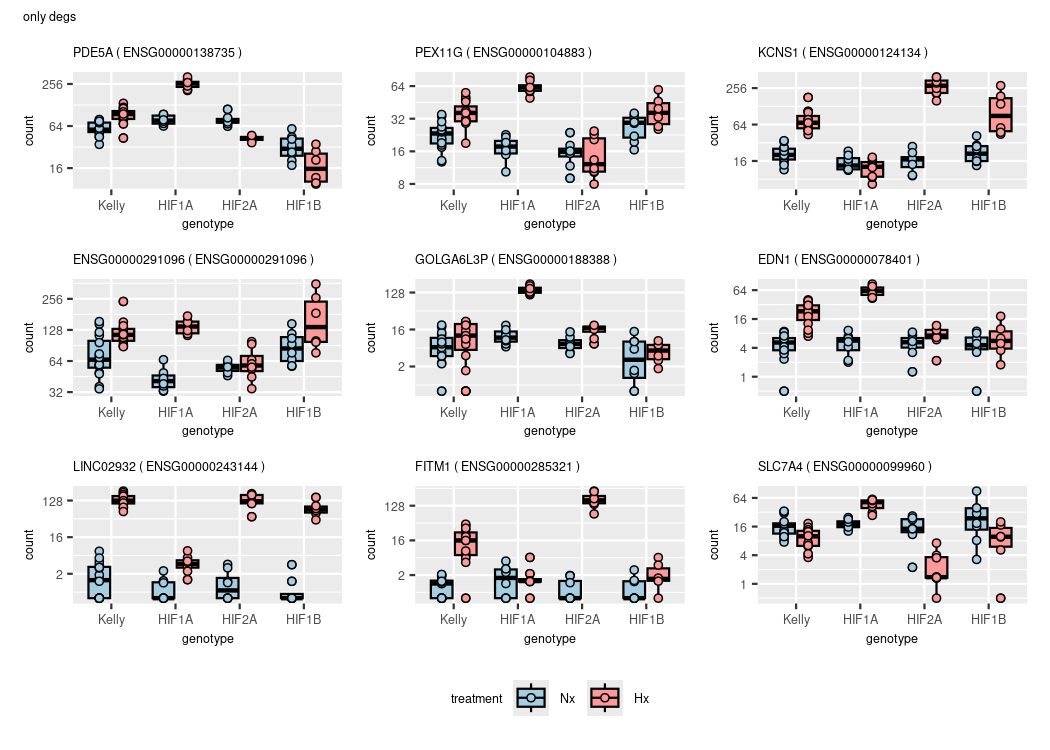 only degs
PDE5A ( ENSG00000138735 )
PEX11G ( ENSG00000104883 )
KCNS1 ( ENSG00000124134 )
count
256
64
16
Kelly HIF1A HIF2A HIF1B
genotype
count
64
32
16
8
Kelly HIF1A HIF2A HIF1B
genotype
count
256
64
16
Kelly HIF1A HIF2A HIF1B
genotype
ENSG00000291096 ( ENSG00000291096 )
GOLGA6L3P ( ENSG00000188388 )
EDN1 ( ENSG00000078401 )
count
256
128
64
32
Kelly HIF1A HIF2A HIF1B
genotype
count
128
16
2
Kelly HIF1A HIF2A HIF1B
genotype
count
64
16
4
1
Kelly HIF1A HIF2A HIF1B
genotype
LINC02932 ( ENSG00000243144 )
FITM1 ( ENSG00000285321 )
SLC7A4 ( ENSG00000099960 )
count
128
16
2
Kelly HIF1A HIF2A HIF1B
genotype
count
128
16
2
Kelly HIF1A HIF2A HIF1B
genotype
count
64
16
4
1
Kelly HIF1A HIF2A HIF1B
genotype
treatment Nx Hx